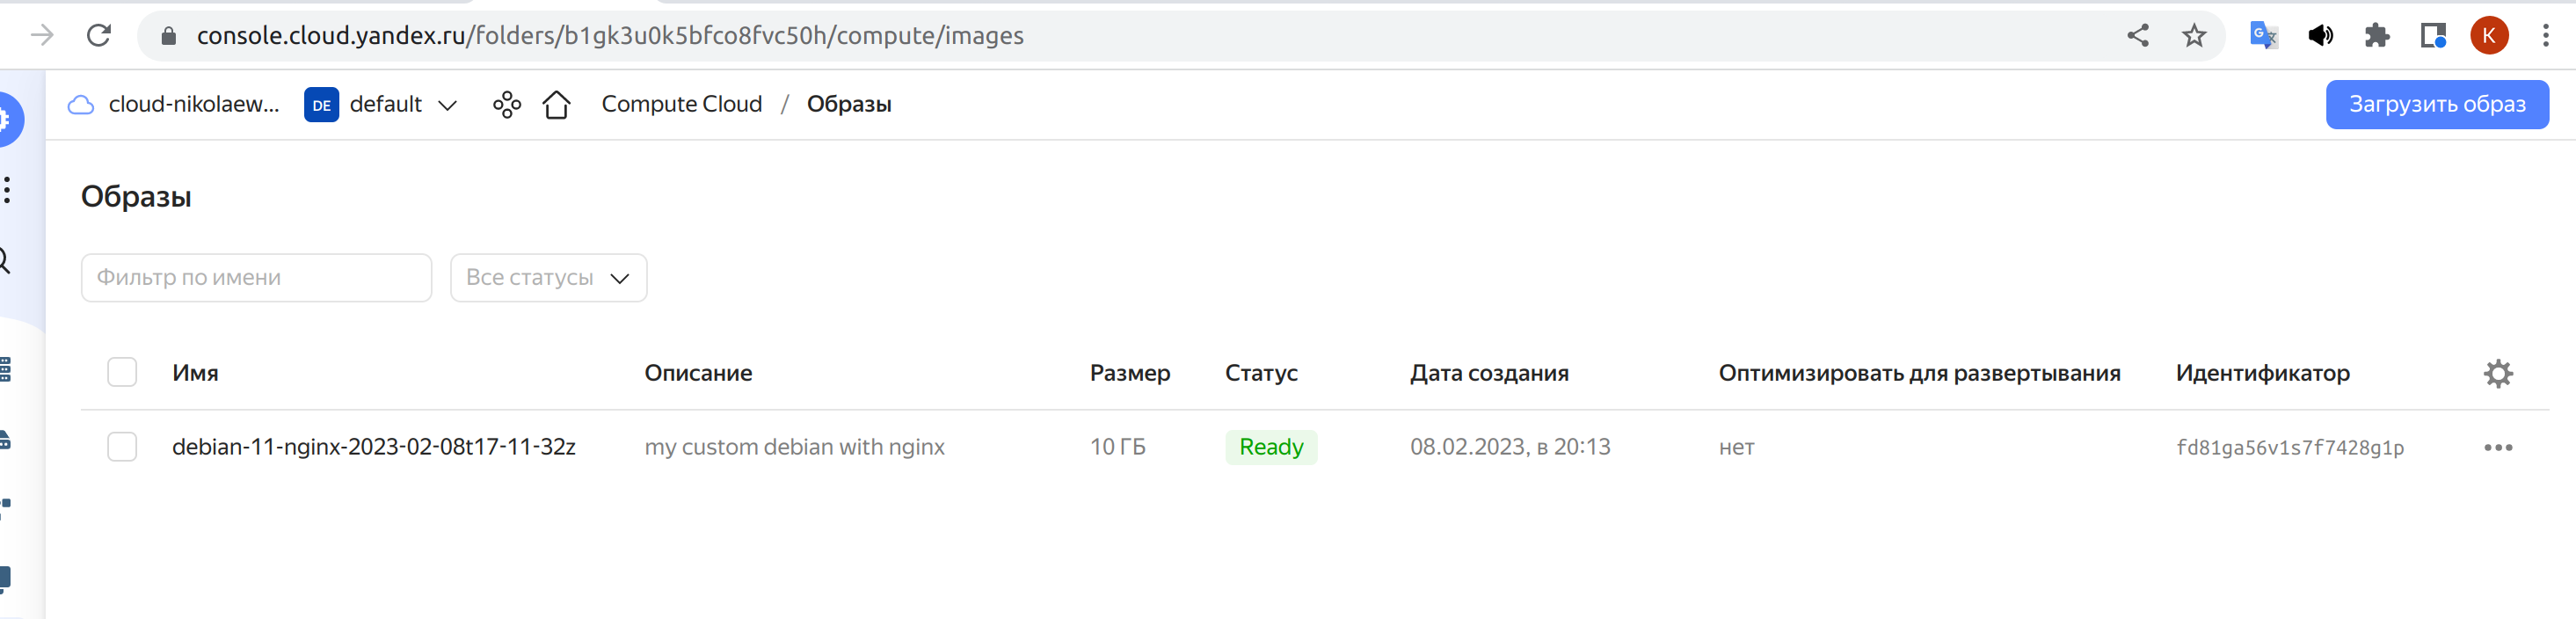 console.cloud.yandex.ru/folders/b1gk3u0k5bfco8fvc50h/compute/images K
cloud-nikolaew... DE default Compute Cloud / Образы Загрузить образ
Образы
Фильтр по имени Все статусы
Имя Описание Размер Статус Дата создания Оптимизировать для развертывания Идентификатор
debian-11-nginx-2023-02-08t17-11-32z my custom debian with nginx 10 ГБ Ready 08.02.2023, в 20:13 нет fd81ga56v1s7f7428g1p